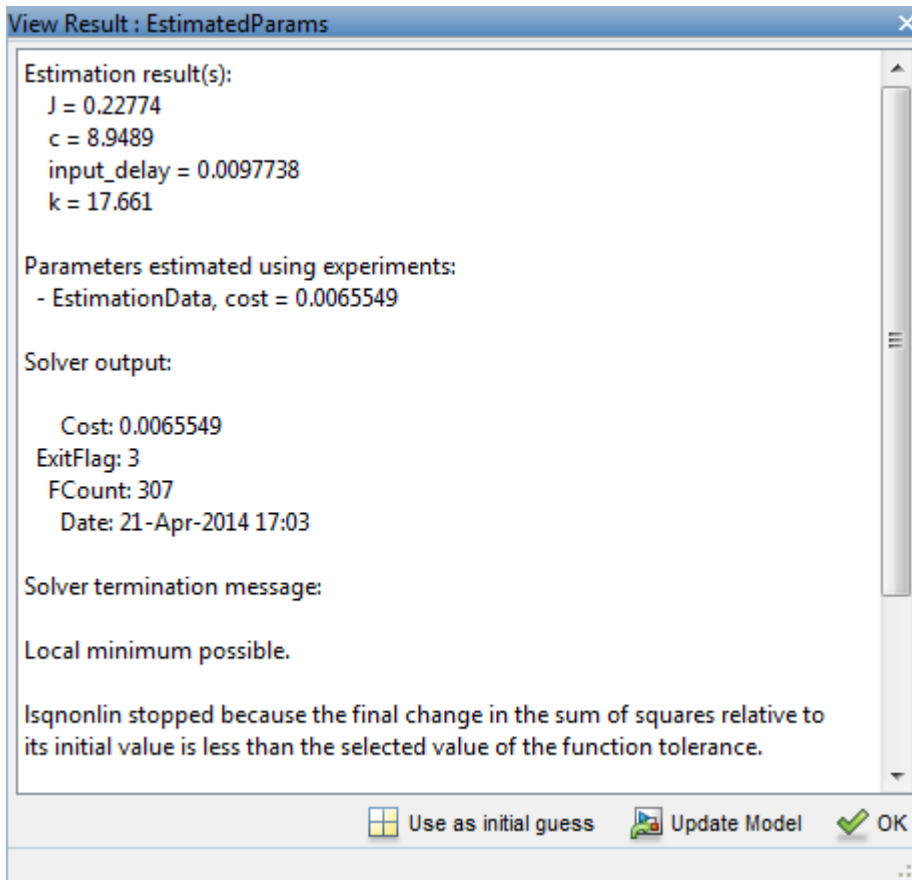 View Result : EstimatedParams
Estimation result(s):
J = 0.22774
c = 8.9489
input_delay = 0.0097738
k = 17.661
Parameters estimated using experiments:
- EstimationData, cost = 0.0065549
Solver output:
Cost: 0.0065549
ExitFlag: 3
FCount: 307
Date: 21-Apr-2014 17:03
Solver termination message:
Local minimum possible.
lsqnonlin stopped because the final change in the sum of squares relative to
its initial value is less than the selected value of the function tolerance.
Use as initial guess Update Model OK